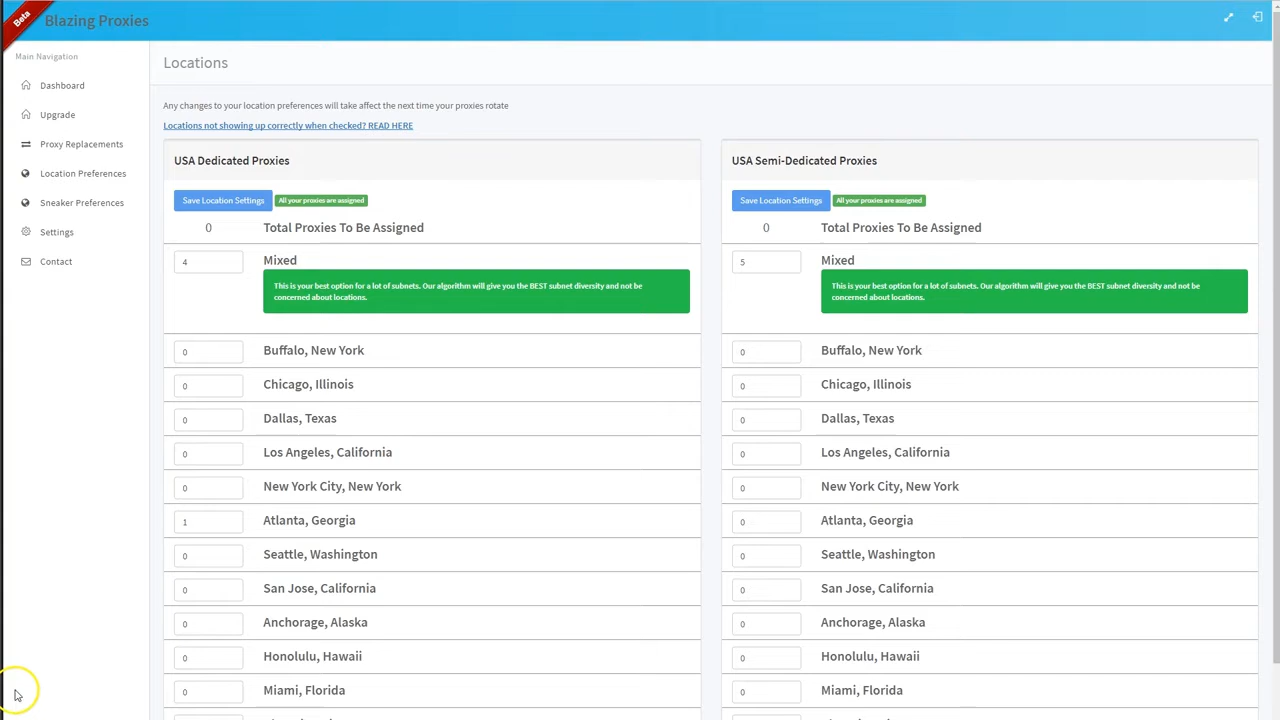 Beta
Blazing Proxies
Main Navigation
Dashboard
Upgrade
Proxy Replacements
Location Preferences
Sneaker Preferences
Settings
Contact
Locations
Any changes to your location preferences will take affect the next time your proxies rotate
Locations not showing up correctly when checked? READ HERE
USA Dedicated Proxies
Save Location Settings All your proxies are assigned
0 Total Proxies To Be Assigned
4 Mixed
This is your best option for a lot of subnets. Our algorithm will give you the BEST subnet diversity and not be
concerned about locations.
0 Buffalo, New York
0 Chicago, Illinois
0 Dallas, Texas
0 Los Angeles, California
0 New York City, New York
1 Atlanta, Georgia
0 Seattle, Washington
0 San Jose, California
0 Anchorage, Alaska
0 Honolulu, Hawaii
0 Miami, Florida
USA Semi-Dedicated Proxies
Save Location Settings All your proxies are assigned
0 Total Proxies To Be Assigned
5 Mixed
This is your best option for a lot of subnets. Our algorithm will give you the BEST subnet diversity and not be
concerned about locations.
0 Buffalo, New York
0 Chicago, Illinois
0 Dallas, Texas
0 Los Angeles, California
0 New York City, New York
0 Atlanta, Georgia
0 Seattle, Washington
0 San Jose, California
0 Anchorage, Alaska
0 Honolulu, Hawaii
0 Miami, Florida